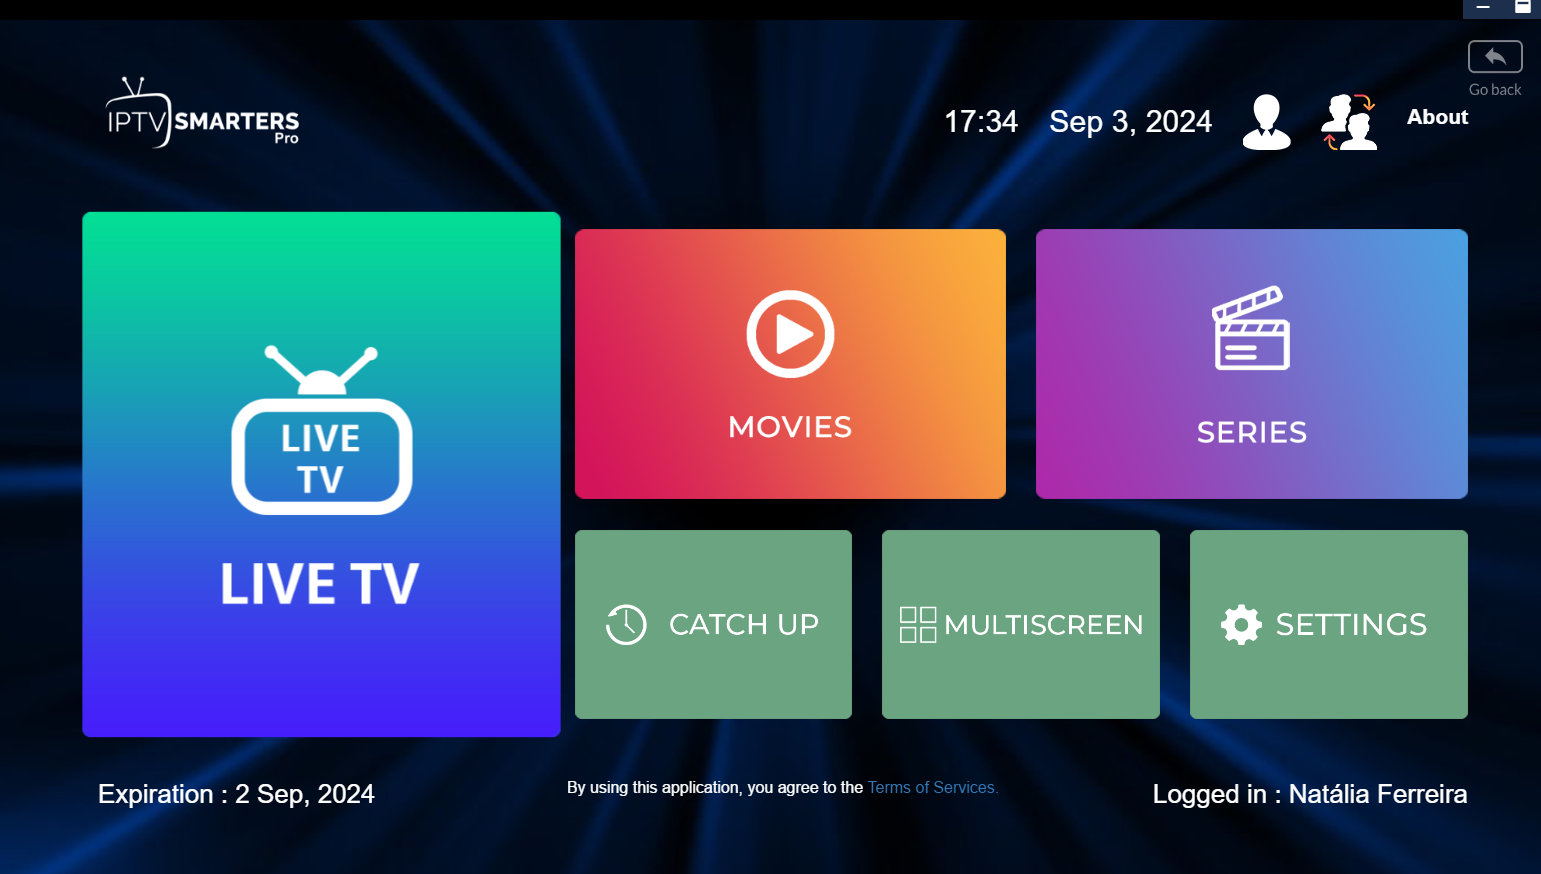 Go back
IPTV SMARTERS
Pro
17:34 Sep 3, 2024 About
LIVE
TV
LIVE TV
MOVIES
SERIES
CATCH UP
MULTISCREEN
SETTINGS
Expiration : 2 Sep, 2024
By using this application, you agree to the Terms of Services.
Logged in : Natália Ferreira